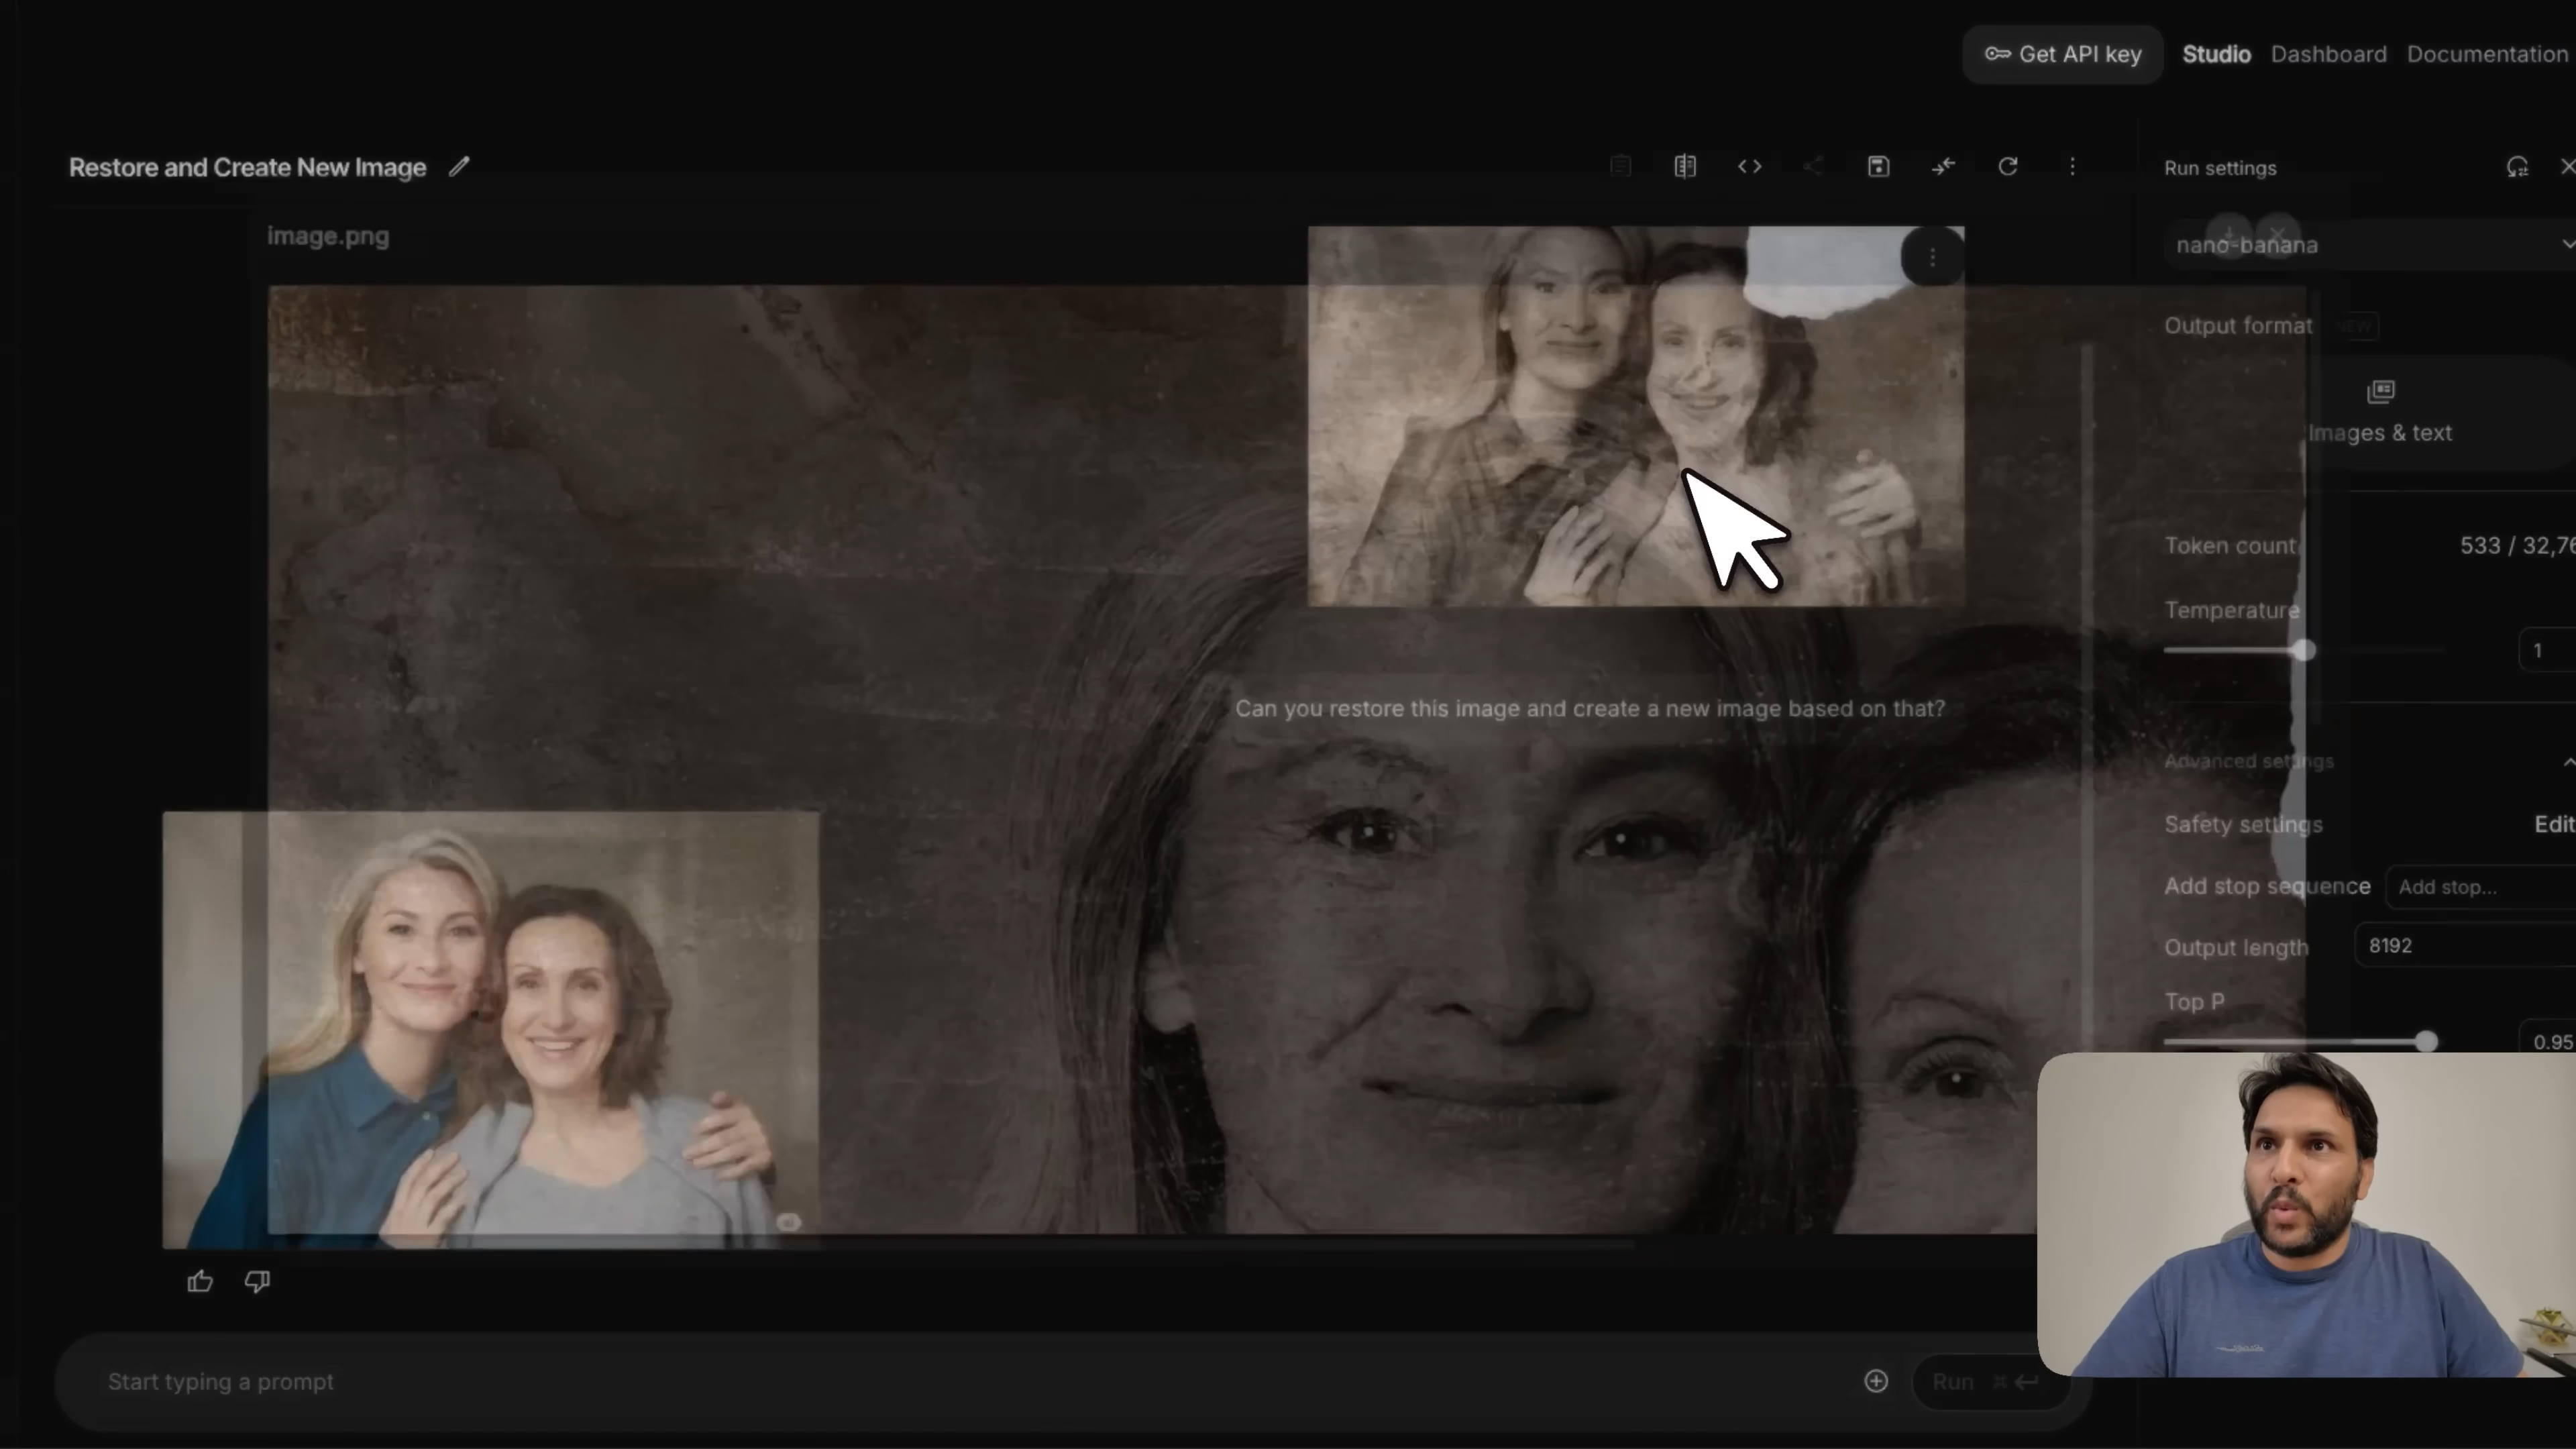 Get API key Studio Dashboard Documentation
Restore and Create New Image
Run settings
image.png
nano-banana
Output format NEW
Images & text
Token count 533 / 32,76
Temperature
1
Can you restore this image and create a new image based on that?
Advanced settings
Safety settings Edit
Add stop sequence Add stop...
Output length 8192
Top P
0.95
Start typing a prompt
Run